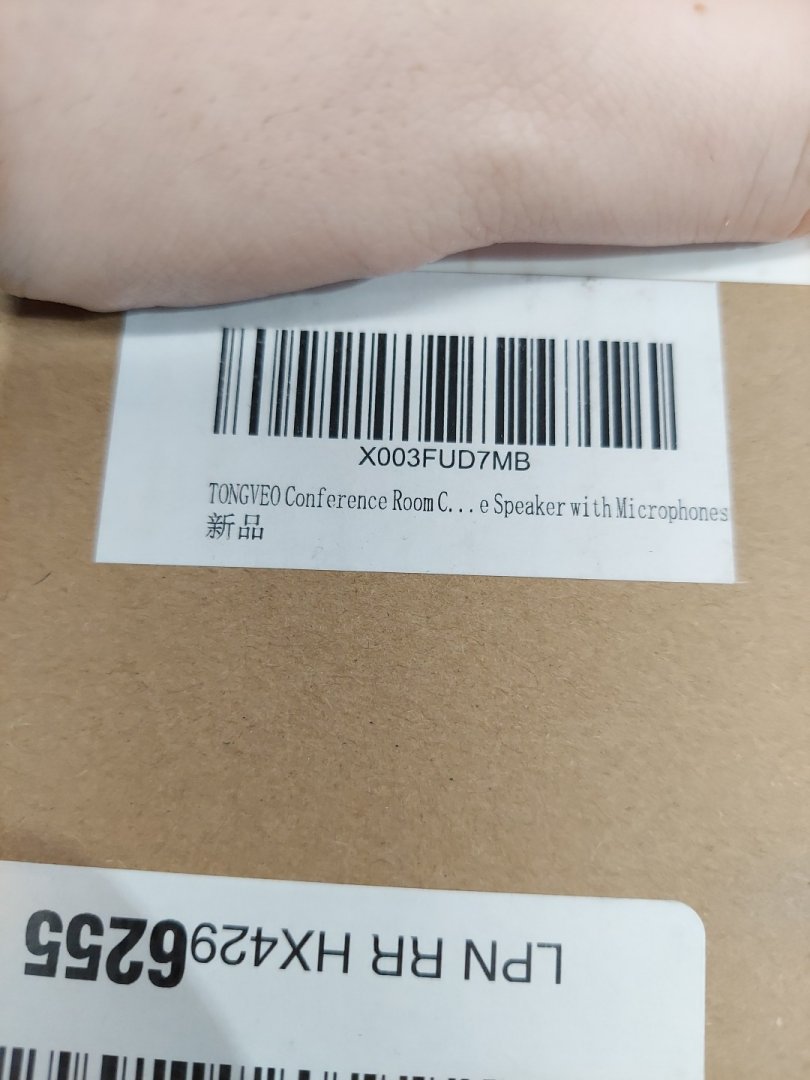 X003FUD7MB
TONGVEO Conference Room C...e Speaker with Microphones
新品
LPN RR HX4296255